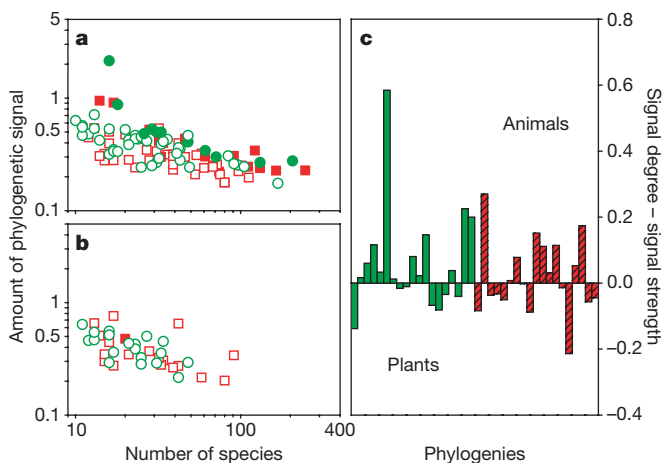 a
5
1
0.5
0.1
b
1
0.5
0.1
10
100
400
Number of species
Amount of phylogenetic signal
c
Animals
Plants
Phylogenies
0.8
0.6
0.4
0.2
0.0
−0.2
−0.4
Signal degree – signal strength